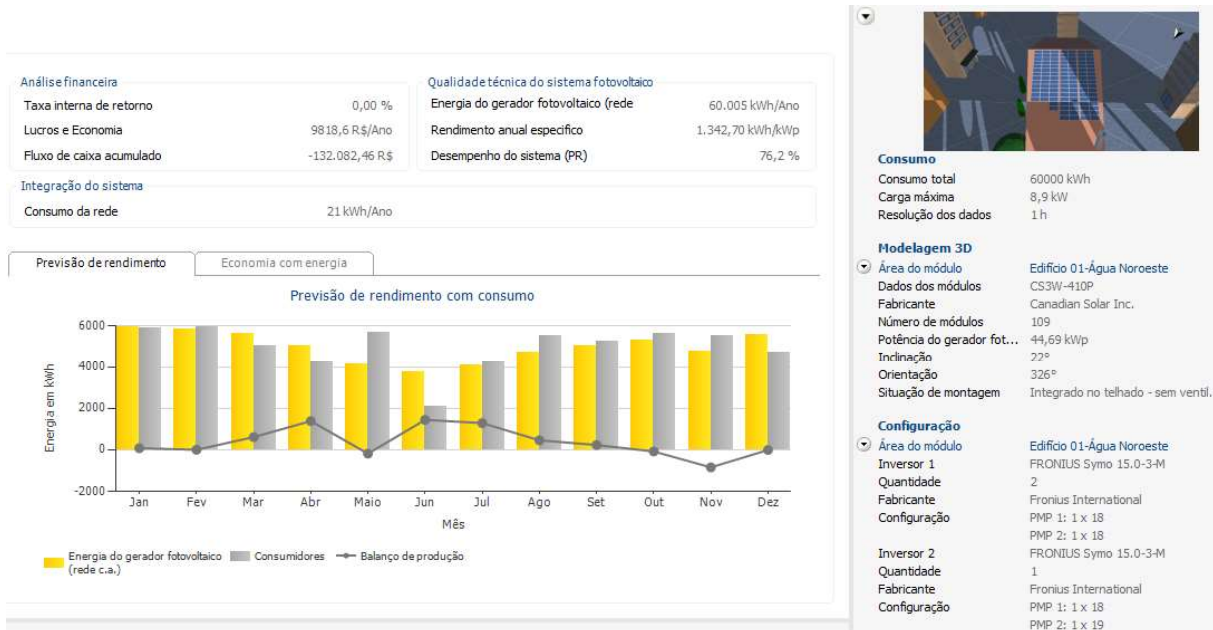 Análise financeira
Taxa interna de retorno 0,00 %
Lucros e Economia 9818,6 R$/Ano
Fluxo de caixa acumulado -132.082,46 R$
Qualidade técnica do sistema fotovoltaico
Energia do gerador fotovoltaico (rede 60.005 kWh/Ano
Rendimento anual especifico 1.342,70 kWh/kWp
Desempenho do sistema (PR) 76,2 %
Integração do sistema
Consumo da rede 21 kWh/Ano
Previsão de rendimento Economia com energia
Previsão de rendimento com consumo
Energia em kWh
6000
4000
2000
0
-2000
Jan Fev Mar Abr Maio Jun Jul Ago Set Out Nov Dez
Mês
Energia do gerador fotovoltaico
(rede c.a.)
Consumidores
Balanço de produção
Consumo
Consumo total 60000 kWh
Carga máxima 8,9 kW
Resolução dos dados 1 h
Modelagem 3D
Área do módulo Edifício 01-Água Noroeste
Dados dos módulos CS3W-410P
Fabricante Canadian Solar Inc.
Número de módulos 109
Potência do gerador fot... 44,69 kWp
Inclinação 22°
Orientação 326°
Situação de montagem Integrado no telhado - sem ventil.
Configuração
Área do módulo Edifício 01-Água Noroeste
Inversor 1 FRONIUS Symo 15.0-3-M
Quantidade 2
Fabricante Fronius International
Configuração PMP 1: 1 x 18
PMP 2: 1 x 18
Inversor 2 FRONIUS Symo 15.0-3-M
Quantidade 1
Fabricante Fronius International
Configuração PMP 1: 1 x 18
PMP 2: 1 x 19